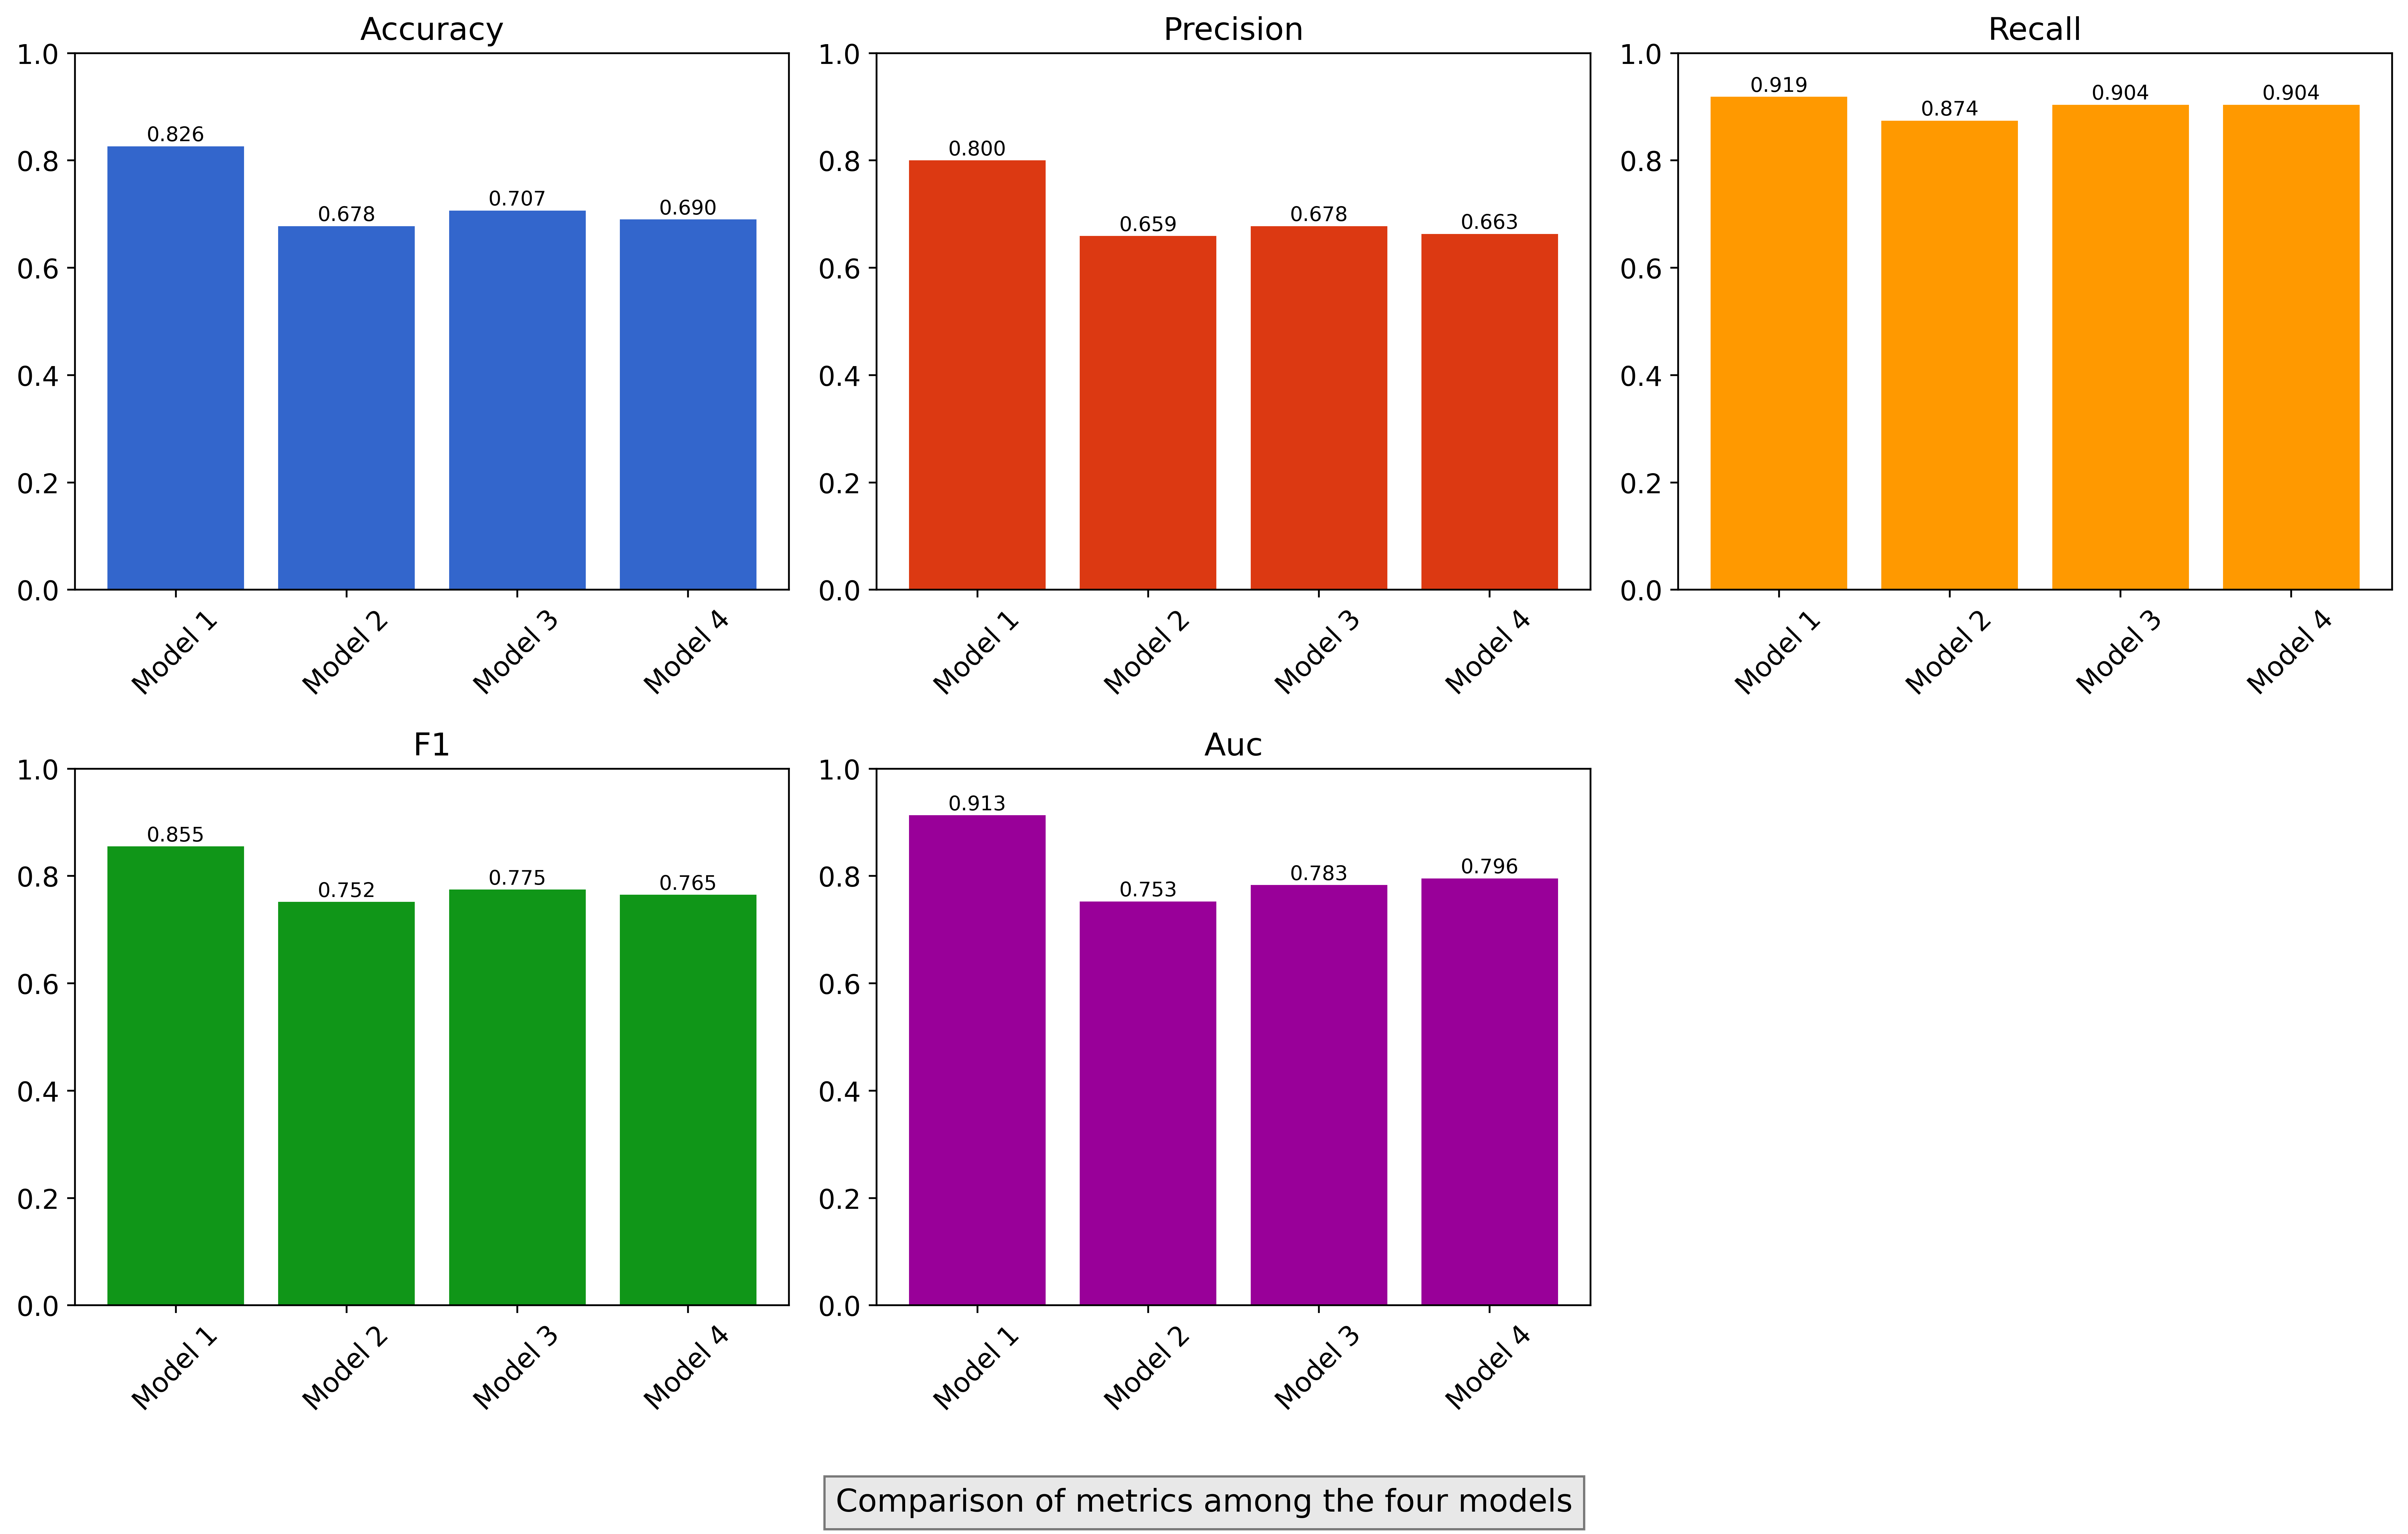 Accuracy
1.0
0.8
0.6
0.4
0.2
0.0
0.826
0.678
0.707
0.690
Model 1
Model 2
Model 3
Model 4
Precision
1.0
0.8
0.6
0.4
0.2
0.0
0.800
0.659
0.678
0.663
Model 1
Model 2
Model 3
Model 4
Recall
1.0
0.8
0.6
0.4
0.2
0.0
0.919
0.874
0.904
0.904
Model 1
Model 2
Model 3
Model 4
F1
1.0
0.8
0.6
0.4
0.2
0.0
0.855
0.752
0.775
0.765
Model 1
Model 2
Model 3
Model 4
Auc
1.0
0.8
0.6
0.4
0.2
0.0
0.913
0.753
0.783
0.796
Model 1
Model 2
Model 3
Model 4
Comparison of metrics among the four models